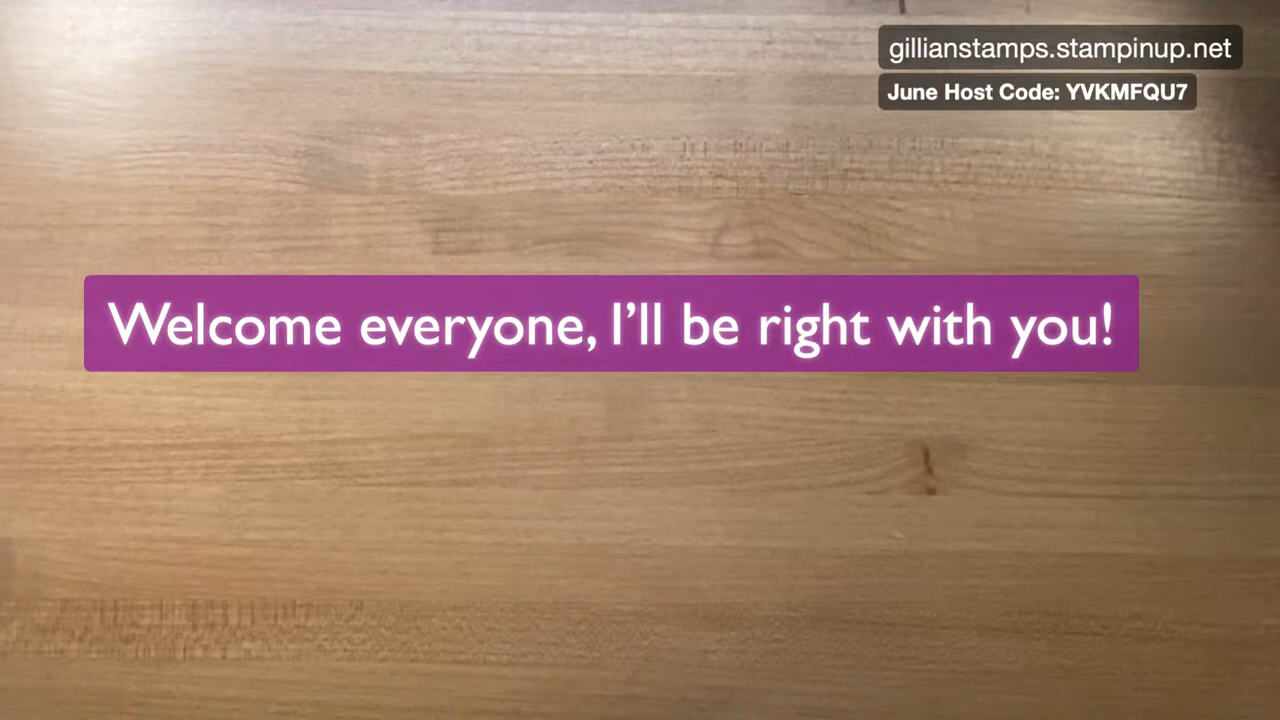 gillianstamps.stampinup.net
June Host Code: YVKMFQU7
Welcome everyone, I’ll be right with you!